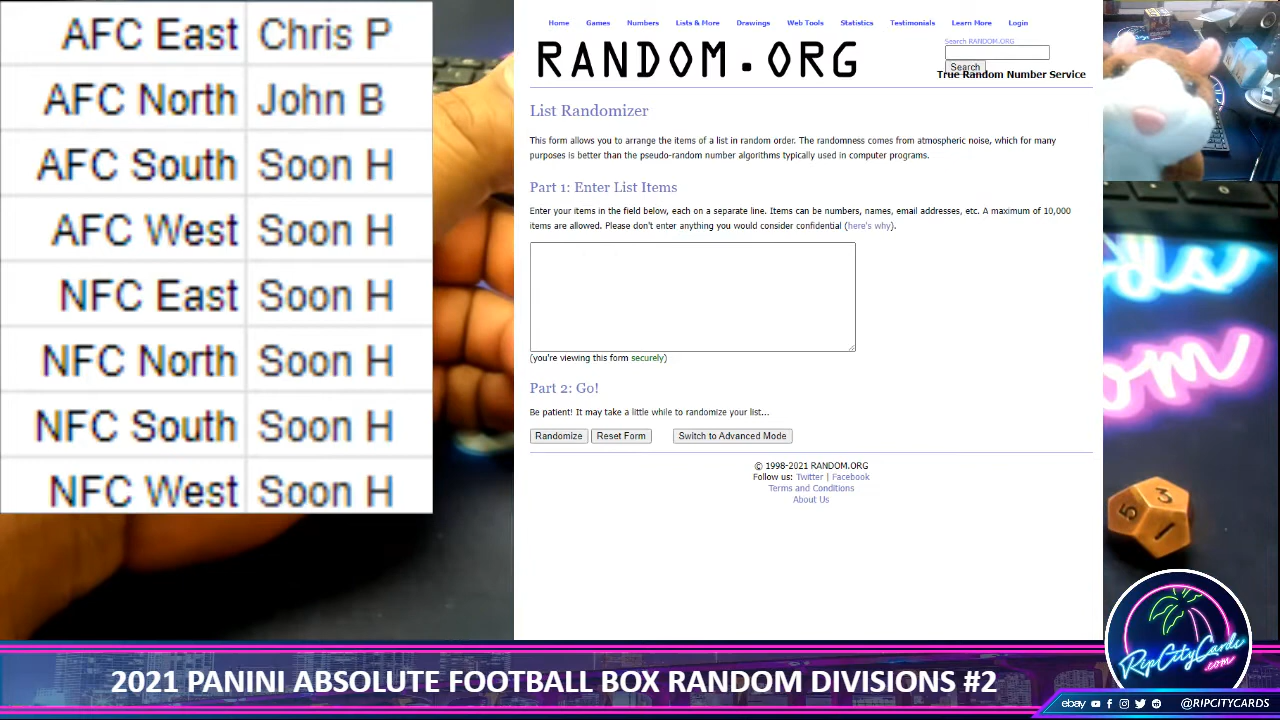 AFC East Chris P
AFC North John B
AFC South Soon H
AFC West Soon H
NFC East Soon H
NFC North Soon H
NFC South Soon H
NFC West Soon H
Home Games Numbers Lists & More Drawings Web Tools Statistics Testimonials Learn More Login
RANDOM.ORG
Search RANDOM.ORG
Search
True Random Number Service
List Randomizer
This form allows you to arrange the items of a list in random order. The randomness comes from atmospheric noise, which for many
purposes is better than the pseudo-random number algorithms typically used in computer programs.
Part 1: Enter List Items
Enter your items in the field below, each on a separate line. Items can be numbers, names, email addresses, etc. A maximum of 10,000
items are allowed. Please don't enter anything you would consider confidential (here's why).
(you're viewing this form securely)
Part 2: Go!
Be patient! It may take a little while to randomize your list...
Randomize Reset Form Switch to Advanced Mode
© 1998-2021 RANDOM.ORG
Follow us: Twitter | Facebook
Terms and Conditions
About Us
5 3
1
RipCityCards
.com
2021 PANINI ABSOLUTE FOOTBALL BOX RANDOM DIVISIONS #2
ebay @RIPCITYCARDS